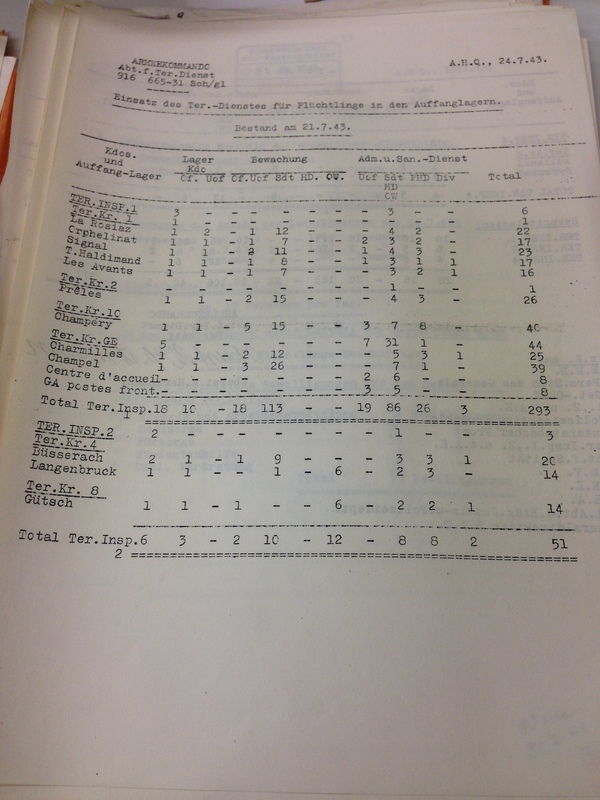 ARMEEKOMMANDO
Abt.f.Ter.Dienst
916 665-31 Sch/gl
A.H.Q., 24.7.43.
Einsatz des Ter.-Dienstes für Flüchtlinge in den Auffanglagern.
Bestand am 21.7.43.
Kdos. und Auffang-Lager Lager Kdo Bewachung Adm.u.San.-Dienst Total
Of. Uof Of.Uof Sdt HD. OW. Uof Sdt HD OW FHD Div
TER.INSP.1 3 - - - - - - - 3 - - 6
Ter.Kr. 1 1 - - - - - - - - - - 1
La Rosiaz 1 2 - 1 12 - - - 4 2 - 22
Orphelinat 1 1 - 1 7 - - 2 3 2 - 17
Signal 1 1 - 2 11 - - 1 4 3 - 23
T.Haldimand 1 1 - 1 8 - - 1 3 1 1 17
Les Avants 1 1 - 1 7 - - - 3 2 1 16
Ter.Kr.2 - - - - - - - - 1 - - 1
Prêles 1 1 - 2 15 - - - 4 3 - 26
Ter.Kr.10
Champéry 1 1 - 5 15 - - 3 7 8 - 40
Ter.Kr.GE 5 - - - - - - 7 31 1 - 44
Charmilles 1 1 - 2 12 - - - 5 3 1 25
Champel 1 1 - 3 26 - - - 7 1 - 39
Centre d'accueil- - - - - - - 2 6 - - 8
GA postes front.- - - - - - - 3 5 - - 8
Total Ter.Insp.18 10 - 18 113 - - 19 86 26 3 293
1
TER.INSP.2 2 - - - - - - - 1 - - 3
Ter.Kr.4
Büsserach 2 1 - 1 9 - - - 3 3 1 20
Langenbruck 1 1 - - 1 - 6 - 2 3 - 14
Ter.Kr. 8
Gütsch 1 1 - 1 - - 6 - 2 2 1 14
Total Ter.Insp.6 3 - 2 10 - 12 - 8 8 2 51
2